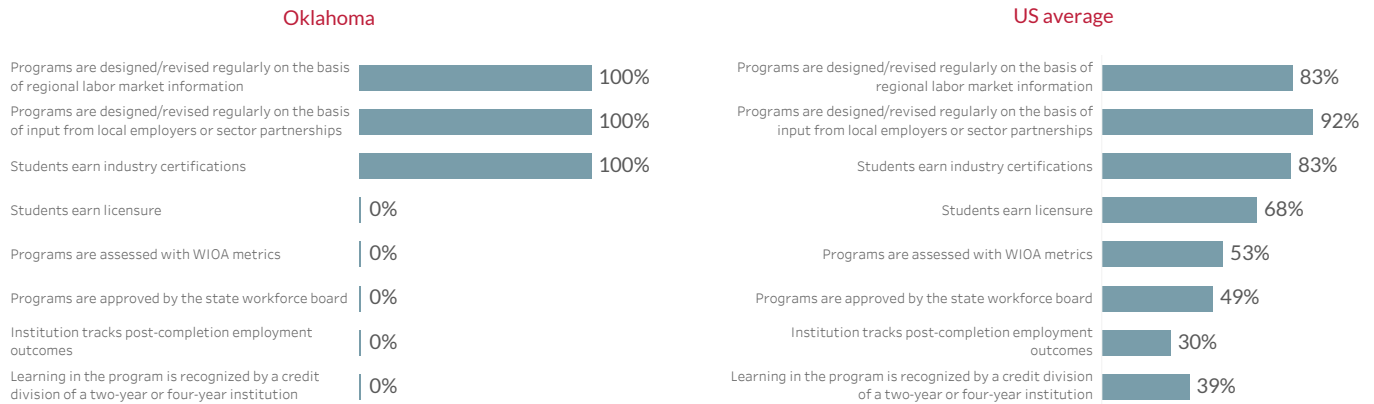 Oklahoma
Programs are designed/revised regularly on the basis
of regional labor market information
100%
Programs are designed/revised regularly on the basis
of input from local employers or sector partnerships
100%
Students earn industry certifications
100%
Students earn licensure
0%
Programs are assessed with WIOA metrics
0%
Programs are approved by the state workforce board
0%
Institution tracks post-completion employment
outcomes
0%
Learning in the program is recognized by a credit
division of a two-year or four-year institution
0%
US average
Programs are designed/revised regularly on the basis of
regional labor market information
83%
Programs are designed/revised regularly on the basis of
input from local employers or sector partnerships
92%
Students earn industry certifications
83%
Students earn licensure
68%
Programs are assessed with WIOA metrics
53%
Programs are approved by the state workforce board
49%
Institution tracks post-completion employment
outcomes
30%
Learning in the program is recognized by a credit division
of a two-year or four-year institution
39%